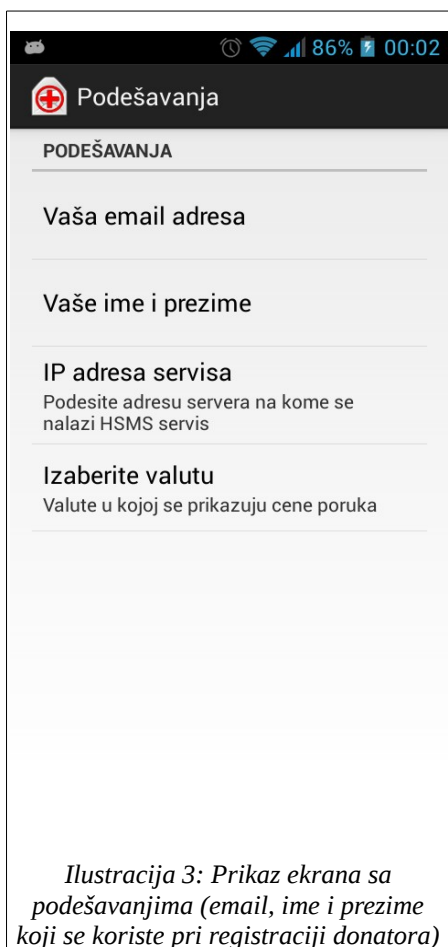 86% 00:02
Podešavanja
PODEŠAVANJA
Vaša email adresa
Vaše ime i prezime
IP adresa servisa
Podesite adresu servera na kome se
nalazi HSMS servis
Izaberite valutu
Valute u kojoj se prikazuju cene poruka
Ilustracija 3: Prikaz ekrana sa
podešavanjima (email, ime i prezime
koji se koriste pri registraciji donatora)